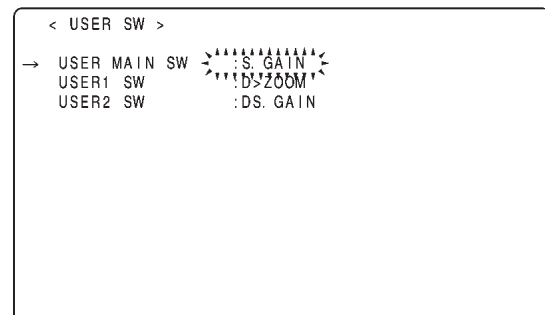 < USER SW >
→ USER MAIN SW :S. GAIN
USER1 SW :D>ZOOM
USER2 SW :DS. GAIN